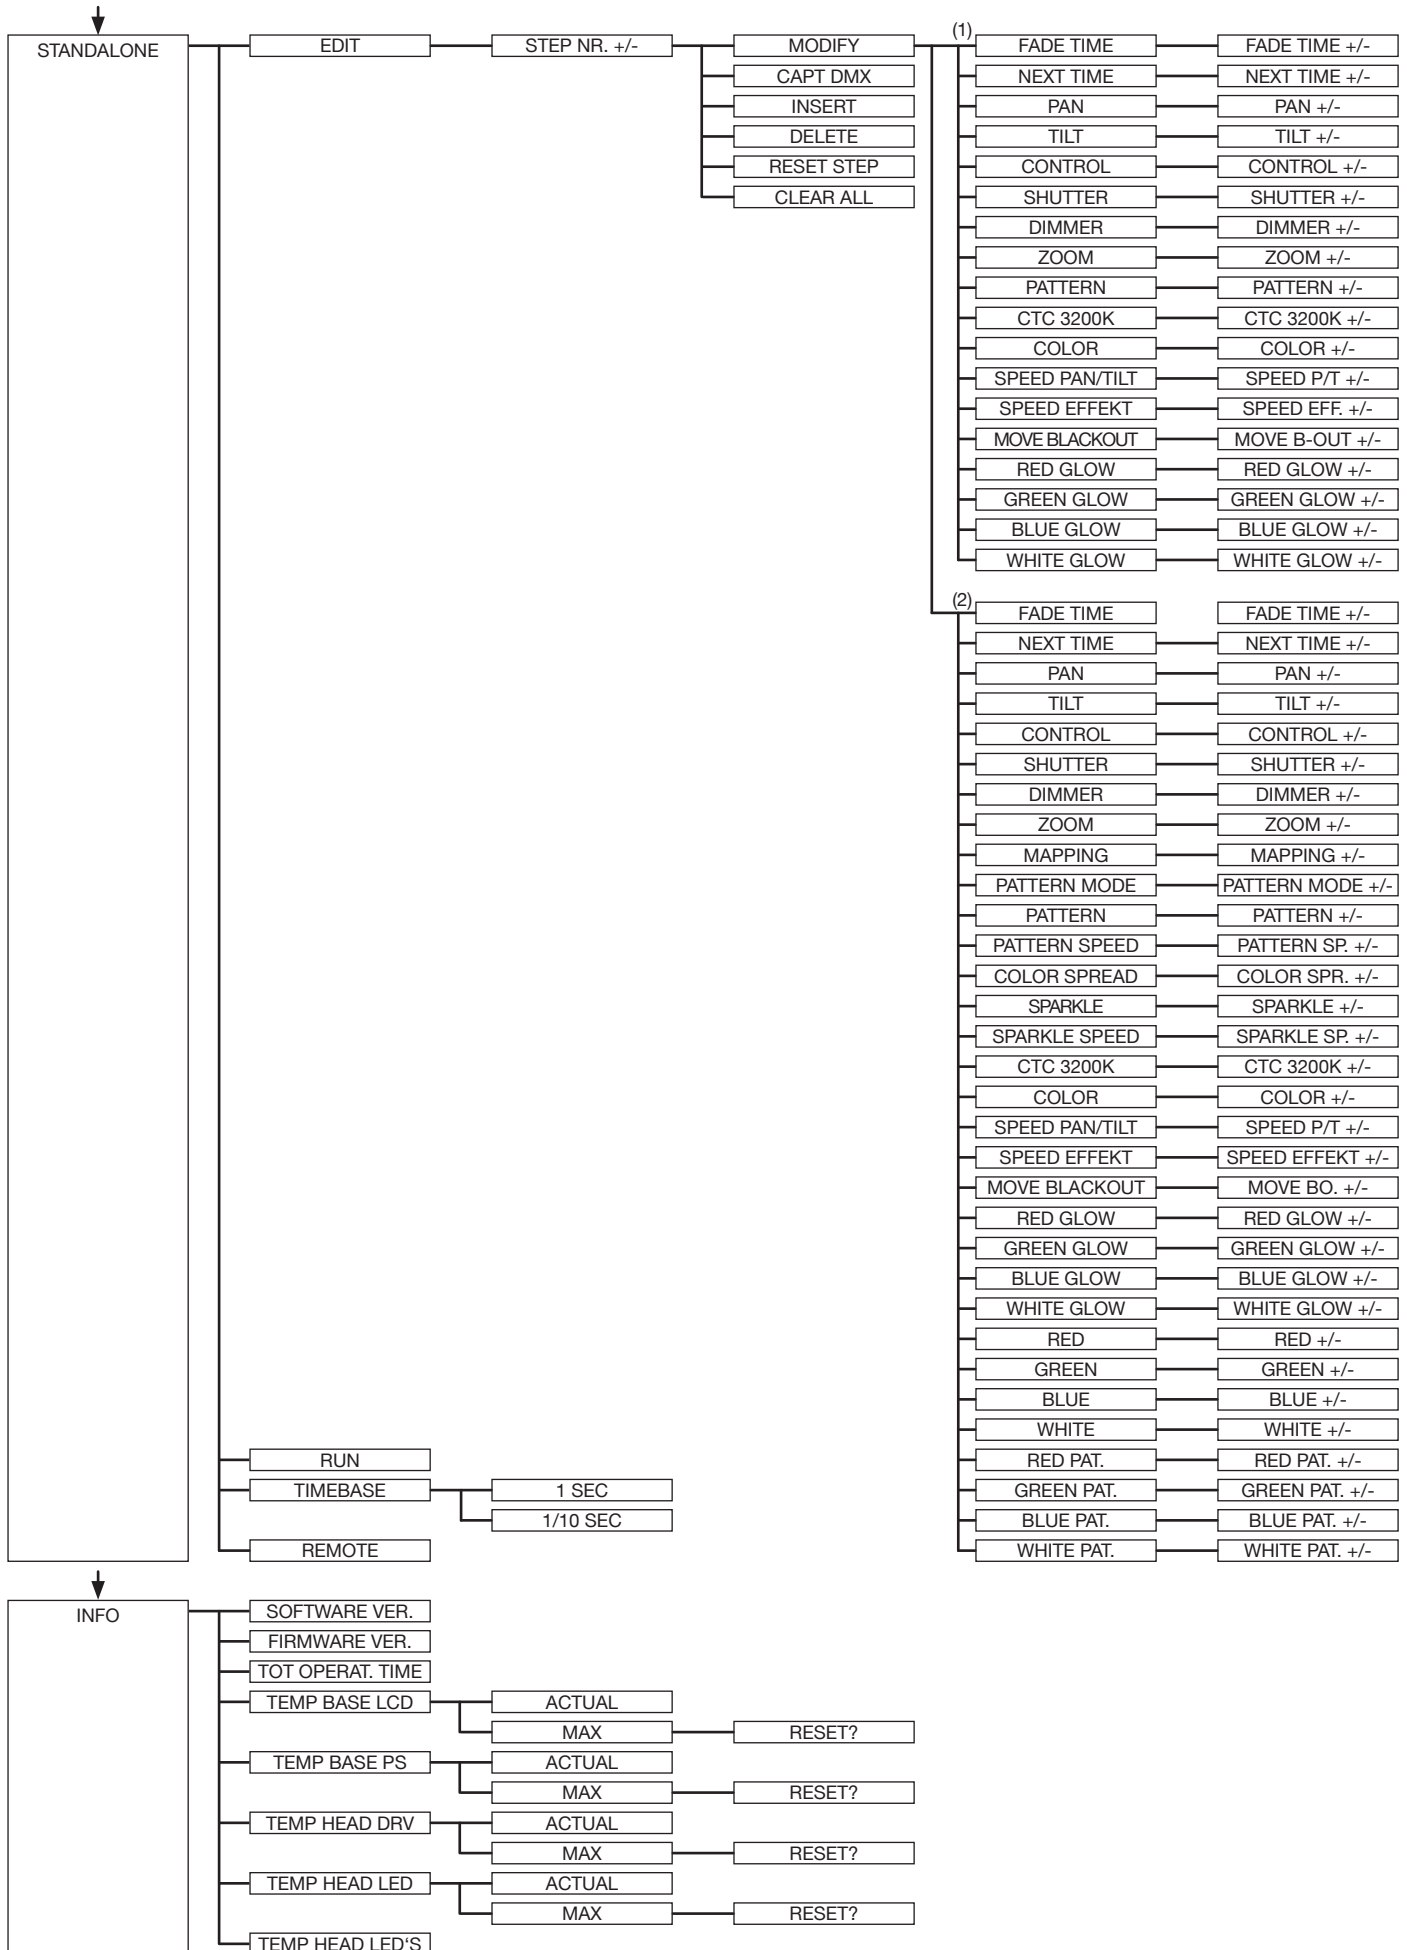 STANDALONE EDIT STEP NR. +/- MODIFY (1) FADE TIME FADE TIME +/-
CAPT DMX NEXT TIME NEXT TIME +/-
INSERT PAN PAN +/-
DELETE TILT TILT +/-
RESET STEP CONTROL CONTROL +/-
CLEAR ALL SHUTTER SHUTTER +/-
DIMMER DIMMER +/-
ZOOM ZOOM +/-
PATTERN PATTERN +/-
CTC 3200K CTC 3200K +/-
COLOR COLOR +/-
SPEED PAN/TILT SPEED P/T +/-
SPEED EFFEKT SPEED EFF. +/-
MOVE BLACKOUT MOVE B-OUT +/-
RED GLOW RED GLOW +/-
GREEN GLOW GREEN GLOW +/-
BLUE GLOW BLUE GLOW +/-
WHITE GLOW WHITE GLOW +/-
(2) FADE TIME FADE TIME +/-
NEXT TIME NEXT TIME +/-
PAN PAN +/-
TILT TILT +/-
CONTROL CONTROL +/-
SHUTTER SHUTTER +/-
DIMMER DIMMER +/-
ZOOM ZOOM +/-
MAPPING MAPPING +/-
PATTERN MODE PATTERN MODE +/-
PATTERN PATTERN +/-
PATTERN SPEED PATTERN SP. +/-
COLOR SPREAD COLOR SPR. +/-
SPARKLE SPARKLE +/-
SPARKLE SPEED SPARKLE SP. +/-
CTC 3200K CTC 3200K +/-
COLOR COLOR +/-
SPEED PAN/TILT SPEED P/T +/-
SPEED EFFEKT SPEED EFFEKT +/-
MOVE BLACKOUT MOVE BO. +/-
RED GLOW RED GLOW +/-
GREEN GLOW GREEN GLOW +/-
BLUE GLOW BLUE GLOW +/-
WHITE GLOW WHITE GLOW +/-
RED RED +/-
GREEN GREEN +/-
BLUE BLUE +/-
WHITE WHITE +/-
RUN RED PAT. RED PAT. +/-
TIMEBASE 1 SEC GREEN PAT. GREEN PAT. +/-
1/10 SEC BLUE PAT. BLUE PAT. +/-
REMOTE WHITE PAT. WHITE PAT. +/-
INFO SOFTWARE VER.
FIRMWARE VER.
TOT OPERAT. TIME
TEMP BASE LCD ACTUAL
MAX RESET?
TEMP BASE PS ACTUAL
MAX RESET?
TEMP HEAD DRV ACTUAL
MAX RESET?
TEMP HEAD LED ACTUAL
MAX RESET?
TEMP HEAD LED'S